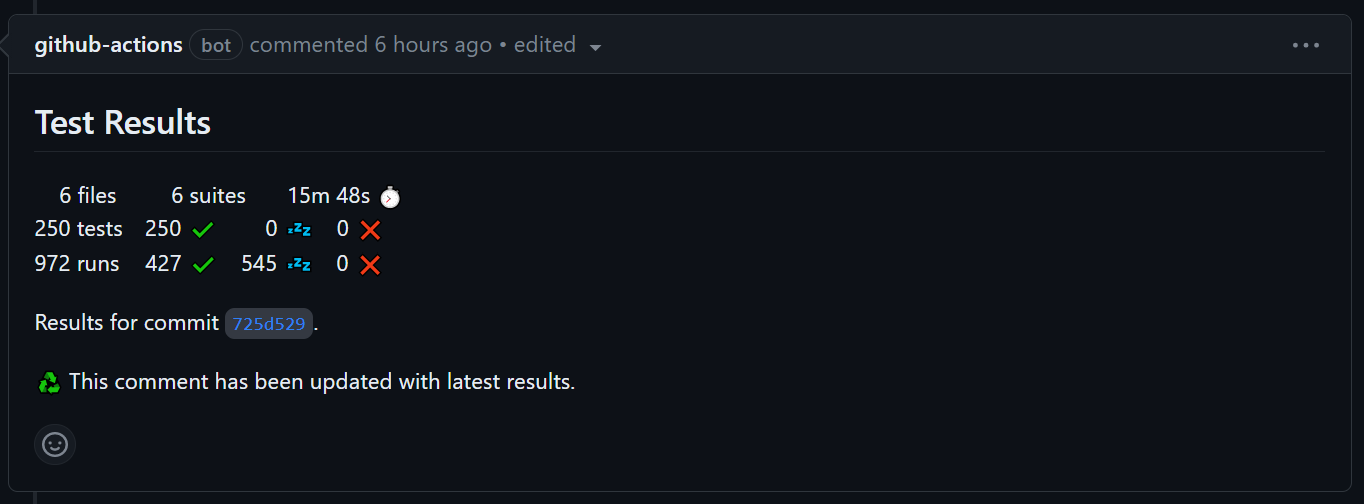 github-actions bot commented 6 hours ago • edited
Test Results
6 files 6 suites 15m 48s
250 tests 250 ✓ 0 💤 0 ❌
972 runs 427 ✓ 545 💤 0 ❌
Results for commit 725d529.
♻ This comment has been updated with latest results.